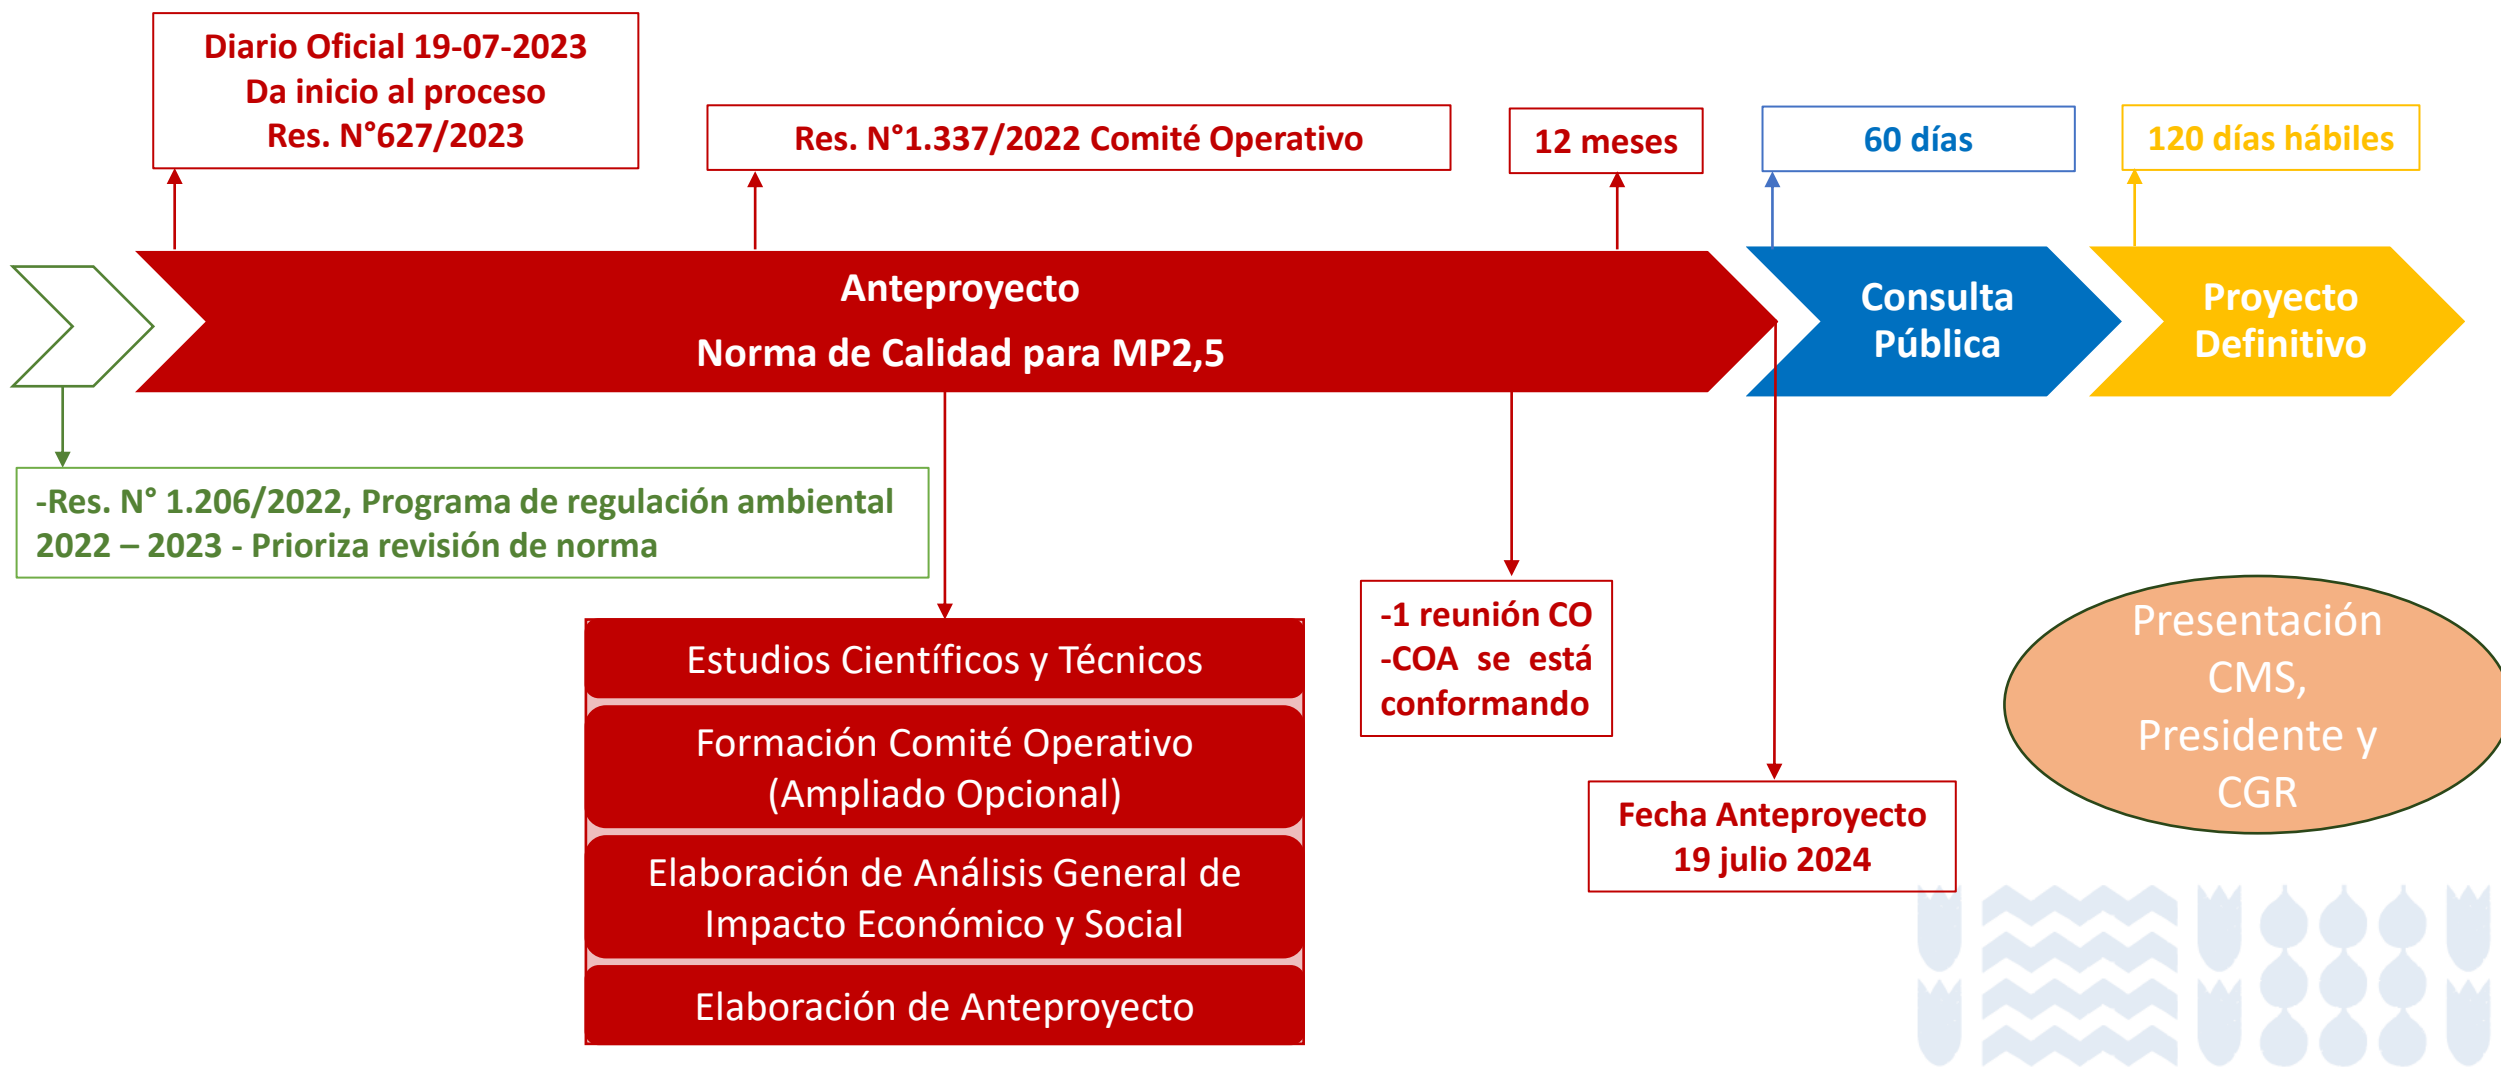 Diario Oficial 19-07-2023
Da inicio al proceso
Res. N°627/2023
Res. N°1.337/2022 Comité Operativo
12 meses
60 días
120 días hábiles
Anteproyecto
Norma de Calidad para MP2,5
Consulta
Pública
Proyecto
Definitivo
-Res. N° 1.206/2022, Programa de regulación ambiental
2022 – 2023 - Prioriza revisión de norma
Estudios Científicos y Técnicos
Formación Comité Operativo
(Ampliado Opcional)
Elaboración de Análisis General de
Impacto Económico y Social
Elaboración de Anteproyecto
-1 reunión CO
-COA se está
conformando
Fecha Anteproyecto
19 julio 2024
Presentación
CMS,
Presidente y
CGR